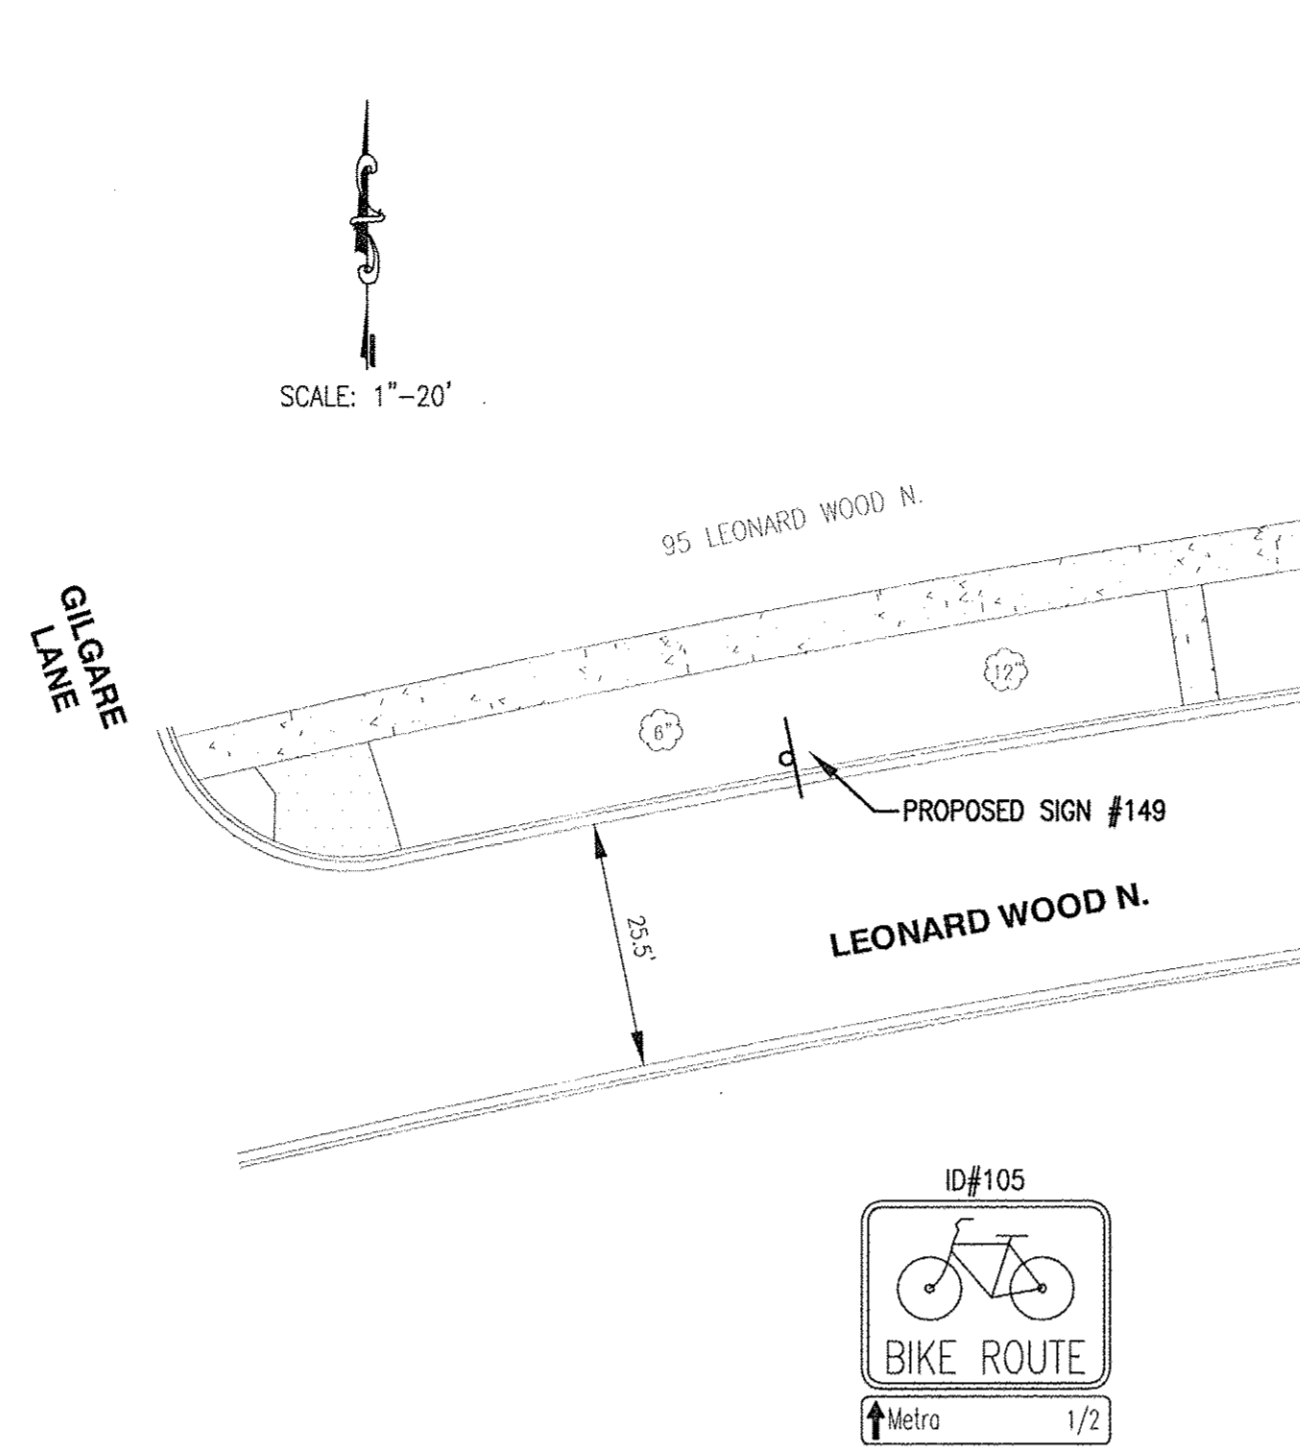 SCALE: 1"-20'
95 LEONARD WOOD N.
GILGARE
LANE
12"
6"
PROPOSED SIGN #149
25.5'
LEONARD WOOD N.
ID#105
BIKE ROUTE
Metra 1/2